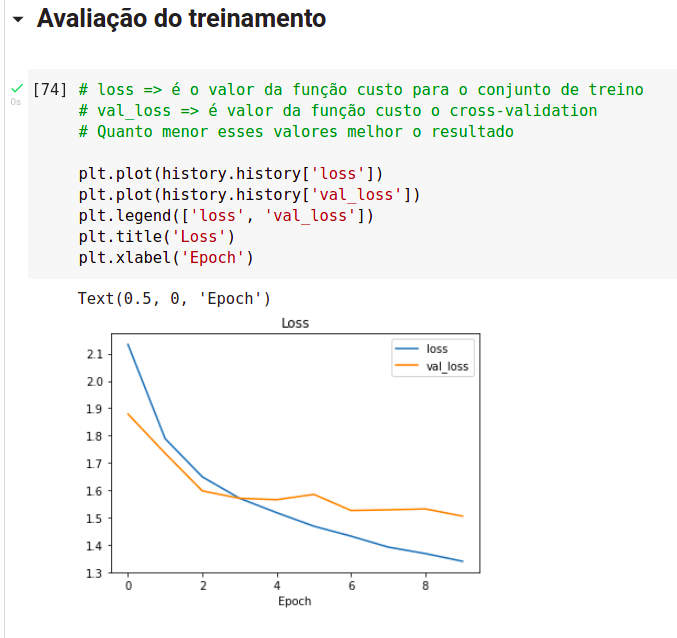 Avaliação do treinamento
[74] # loss => é o valor da função custo para o conjunto de treino
# val_loss => é valor da função custo o cross-validation
# Quanto menor esses valores melhor o resultado
0s
plt.plot(history.history['loss'])
plt.plot(history.history['val_loss'])
plt.legend(['loss', 'val_loss'])
plt.title('Loss')
plt.xlabel('Epoch')
Text(0.5, 0, 'Epoch')
Loss
loss
val_loss
2.1
2.0
1.9
1.8
1.7
1.6
1.5
1.4
1.3
0 2 4 6 8
Epoch